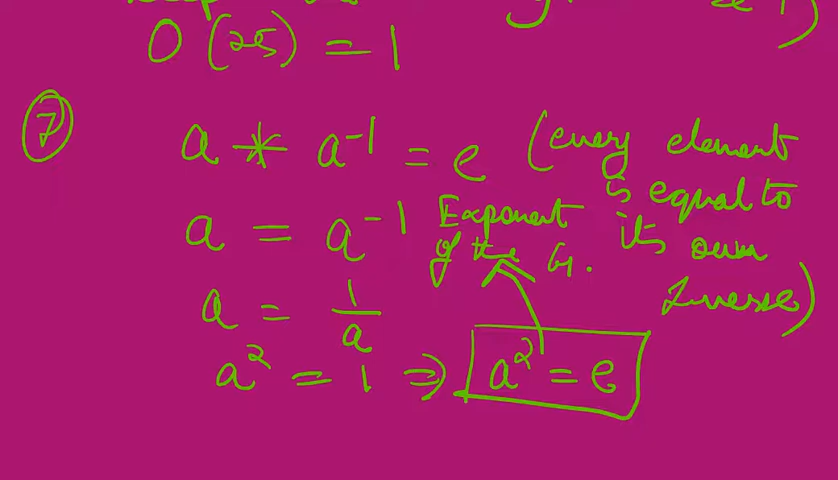 O(25) = 1
7
a * a⁻¹ = e (every element
is equal to
a = a⁻¹ Exponent its own
of the G. Inverse)
a = 1/a
a² = 1 ⇒ a² = e